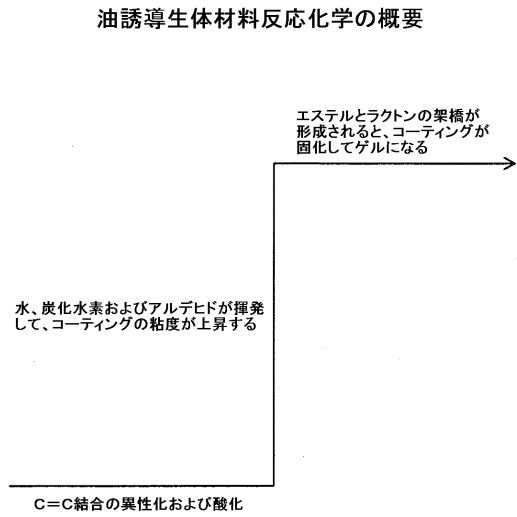 油誘導生体材料反応化学の概要
エステルとラクトンの架橋が
形成されると、コーティングが
固化してゲルになる
水、炭化水素およびアルデヒドが揮発
して、コーティングの粘度が上昇する
C＝C結合の異性化および酸化